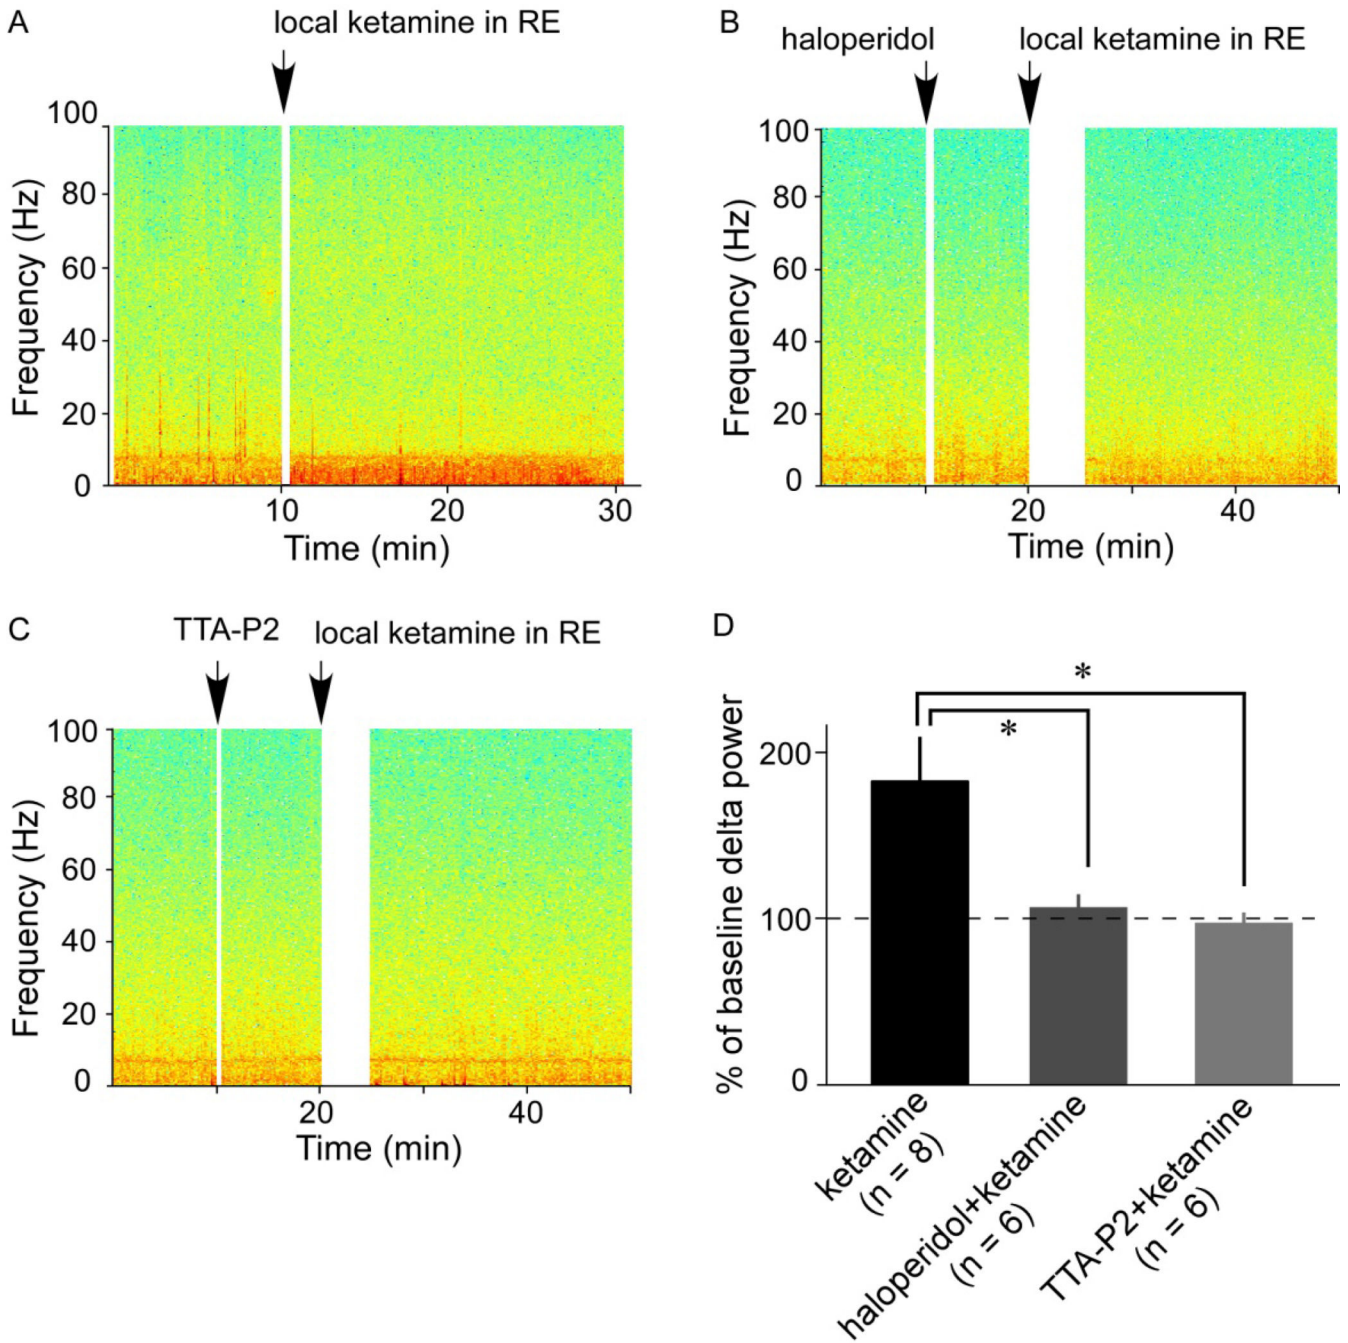 A
local ketamine in RE
100
80
60
40
20
0
Frequency (Hz)
10
20
30
Time (min)
B
haloperidol
local ketamine in RE
100
80
60
40
20
0
Frequency (Hz)
20
40
Time (min)
C
TTA-P2
local ketamine in RE
100
80
60
40
20
0
Frequency (Hz)
20
40
Time (min)
D
*
*
200
100
0
% of baseline delta power
ketamine
(n = 8)
haloperidol+ketamine
(n = 6)
TTA-P2+ketamine
(n = 6)